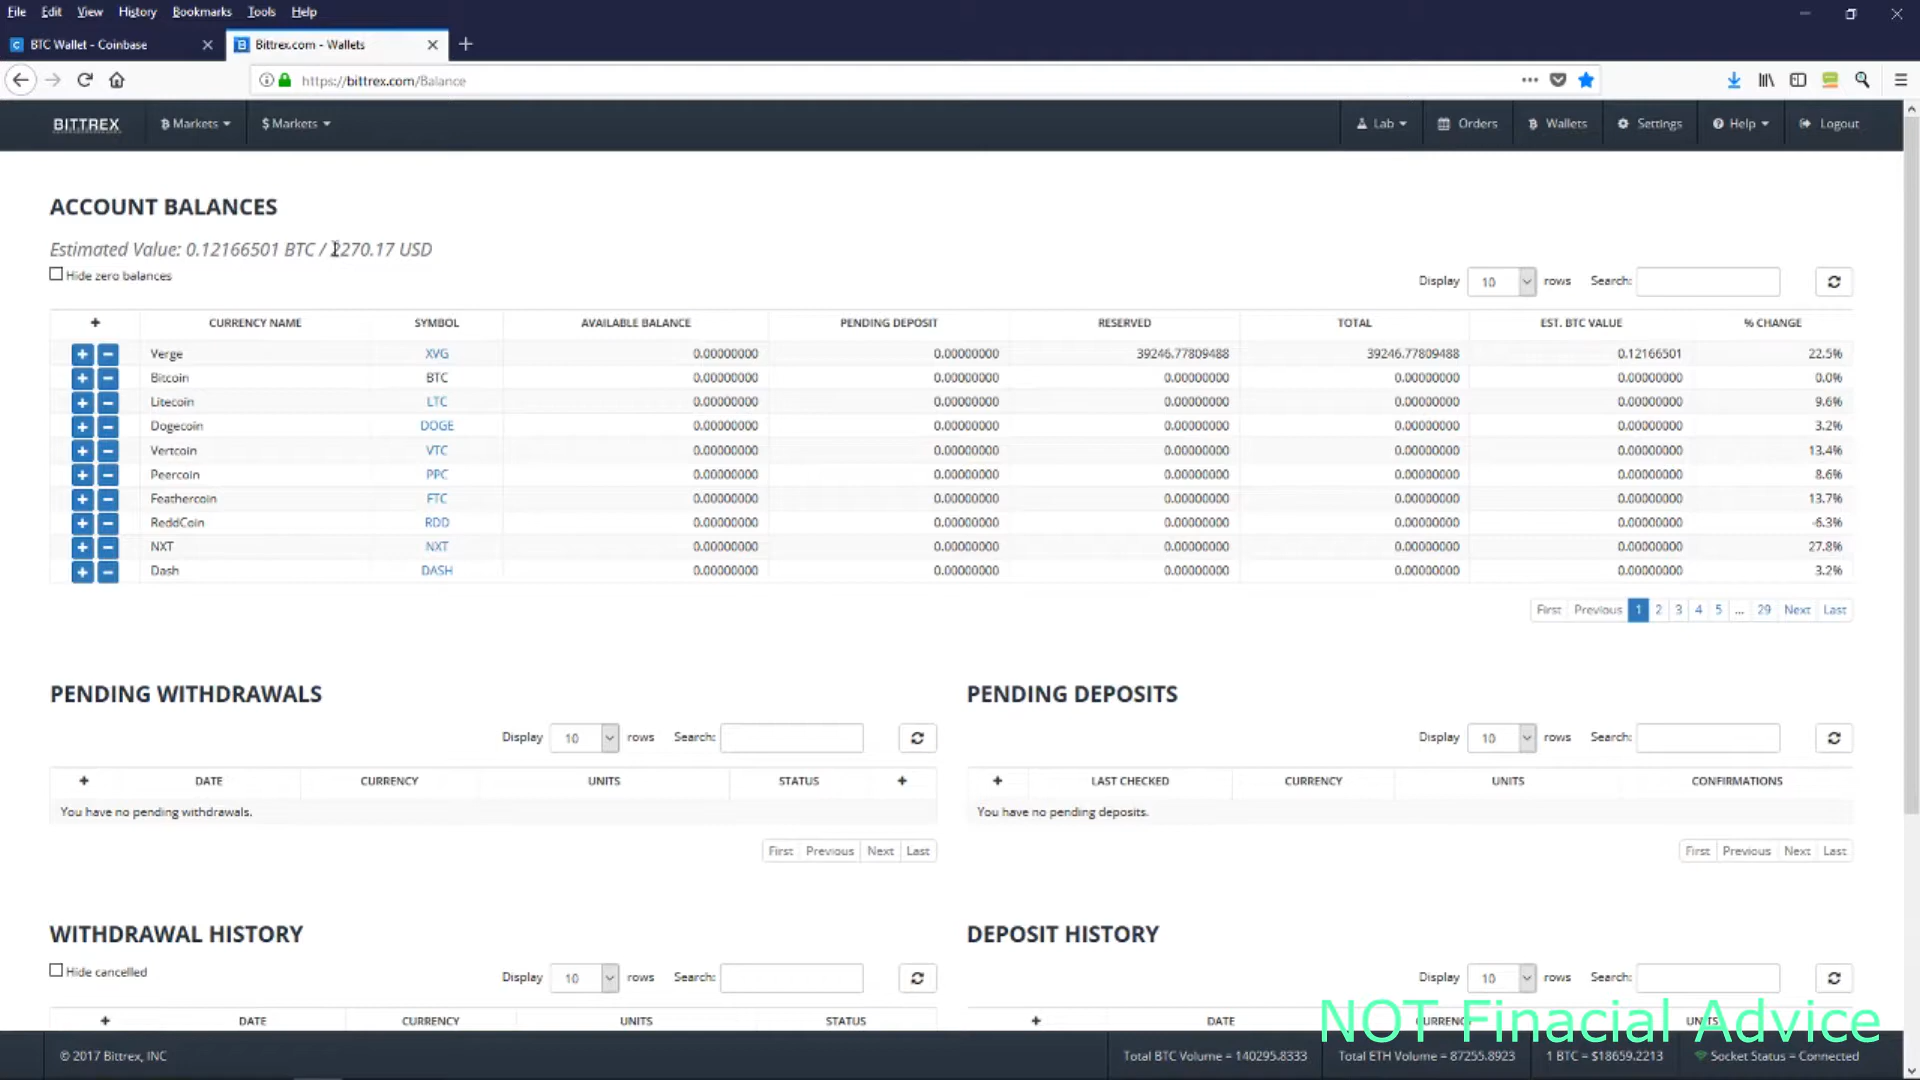 File Edit View History Bookmarks Tools Help
BTC Wallet - Coinbase Bittrex.com - Wallets
https://bittrex.com/Balance
BITTREX Markets $ Markets Lab Orders Wallets Settings Help Logout
ACCOUNT BALANCES
Estimated Value: 0.12166501 BTC / 2270.17 USD
Hide zero balances Display 10 rows Search:
CURRENCY NAME SYMBOL AVAILABLE BALANCE PENDING DEPOSIT RESERVED TOTAL EST. BTC VALUE % CHANGE
Verge XVG 0.00000000 0.00000000 39246.77809488 39246.77809488 0.12166501 22.5%
Bitcoin BTC 0.00000000 0.00000000 0.00000000 0.00000000 0.00000000 0.0%
Litecoin LTC 0.00000000 0.00000000 0.00000000 0.00000000 0.00000000 9.6%
Dogecoin DOGE 0.00000000 0.00000000 0.00000000 0.00000000 0.00000000 3.2%
Vertcoin VTC 0.00000000 0.00000000 0.00000000 0.00000000 0.00000000 13.4%
Peercoin PPC 0.00000000 0.00000000 0.00000000 0.00000000 0.00000000 8.6%
Feathercoin FTC 0.00000000 0.00000000 0.00000000 0.00000000 0.00000000 13.7%
ReddCoin RDD 0.00000000 0.00000000 0.00000000 0.00000000 0.00000000 -6.3%
NXT NXT 0.00000000 0.00000000 0.00000000 0.00000000 0.00000000 27.8%
Dash DASH 0.00000000 0.00000000 0.00000000 0.00000000 0.00000000 3.2%
First Previous 1 2 3 4 5 ... 29 Next Last
PENDING WITHDRAWALS
Display 10 rows Search:
DATE CURRENCY UNITS STATUS
You have no pending withdrawals.
First Previous Next Last
PENDING DEPOSITS
Display 10 rows Search:
LAST CHECKED CURRENCY UNITS CONFIRMATIONS
You have no pending deposits.
First Previous Next Last
WITHDRAWAL HISTORY
Hide cancelled Display 10 rows Search:
DATE CURRENCY UNITS STATUS
DEPOSIT HISTORY
Display 10 rows Search:
DATE CURRENCY UNITS
NOT Finacial Advice
© 2017 Bittrex, INC Total BTC Volume = 140295.8333 Total ETH Volume = 87255.8923 1 BTC = $18659.2213 Socket Status = Connected